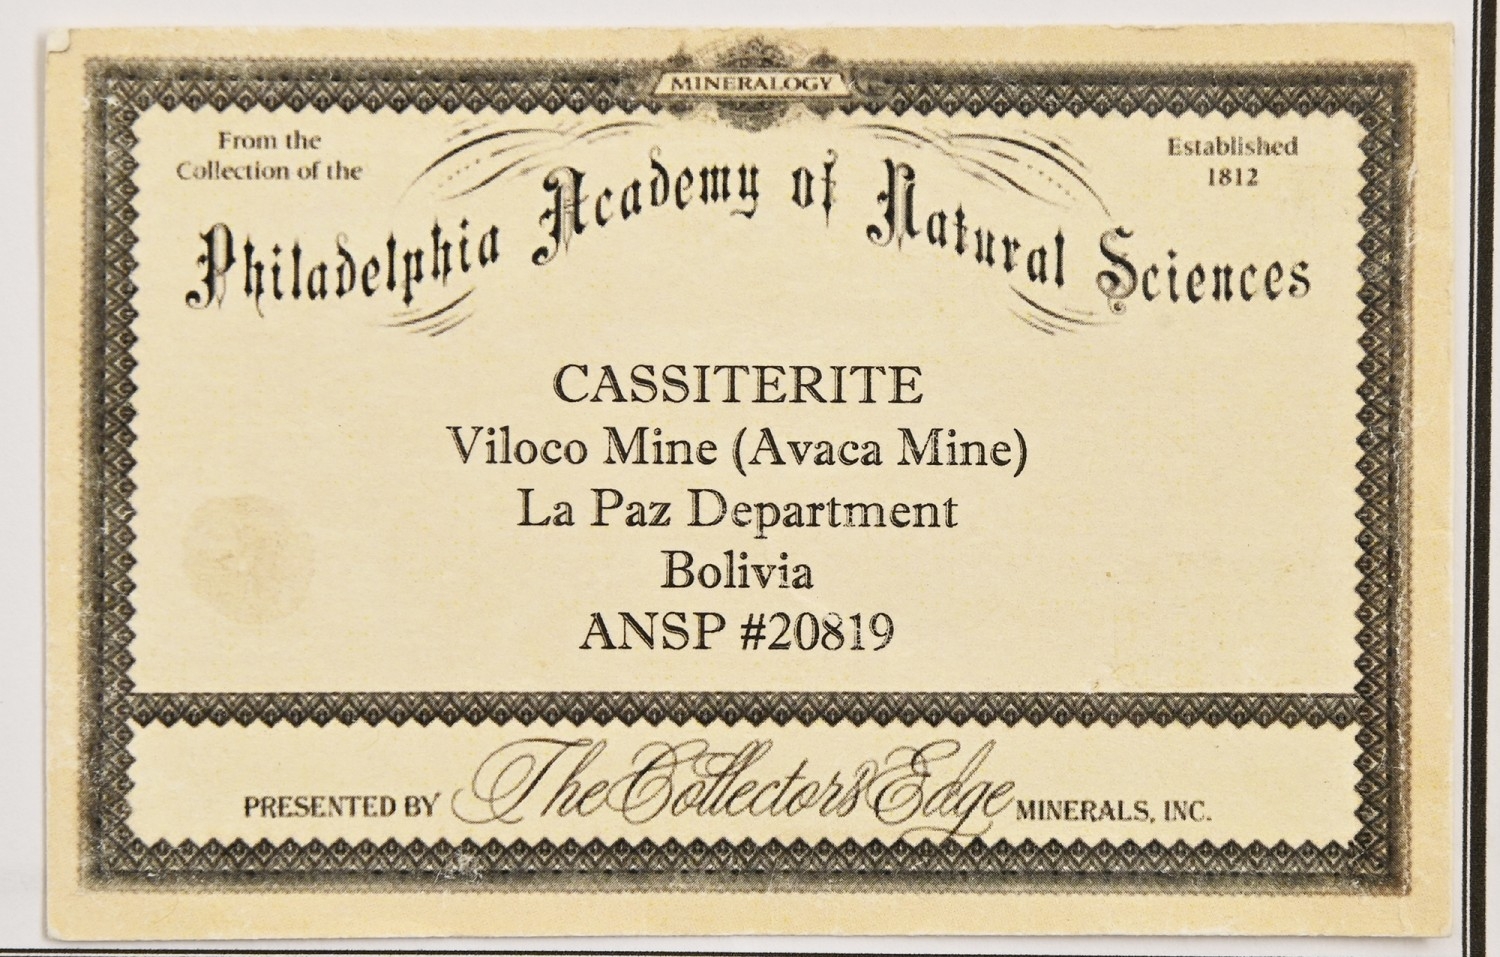 MINERALOGY
From the
Collection of the
Established
1812
Philadelphia Academy of Natural Sciences
CASSITERITE
Viloco Mine (Avaca Mine)
La Paz Department
Bolivia
ANSP #20819
PRESENTED BY The Collector's Edge MINERALS, INC.